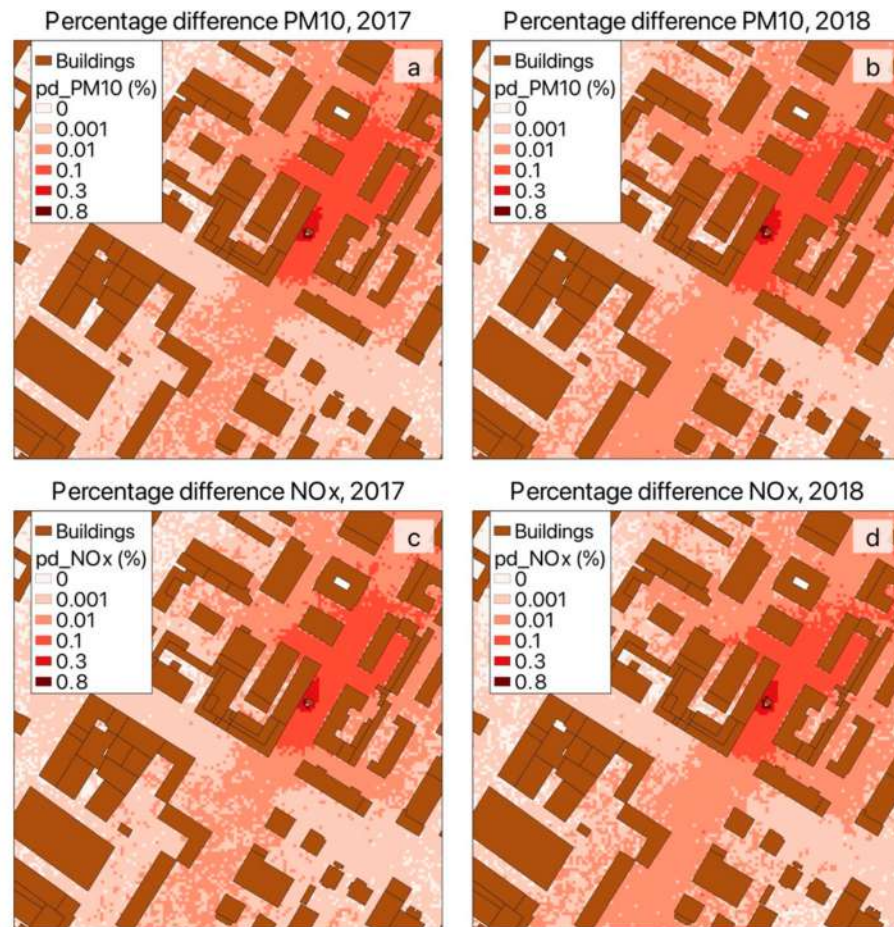 Percentage difference PM10, 2017
Buildings
pd_PM10 (%)
0
0.001
0.01
0.1
0.3
0.8
a
Percentage difference PM10, 2018
Buildings
pd_PM10 (%)
0
0.001
0.01
0.1
0.3
0.8
b
Percentage difference NOx, 2017
Buildings
pd_NOx (%)
0
0.001
0.01
0.1
0.3
0.8
c
Percentage difference NOx, 2018
Buildings
pd_NOx (%)
0
0.001
0.01
0.1
0.3
0.8
d